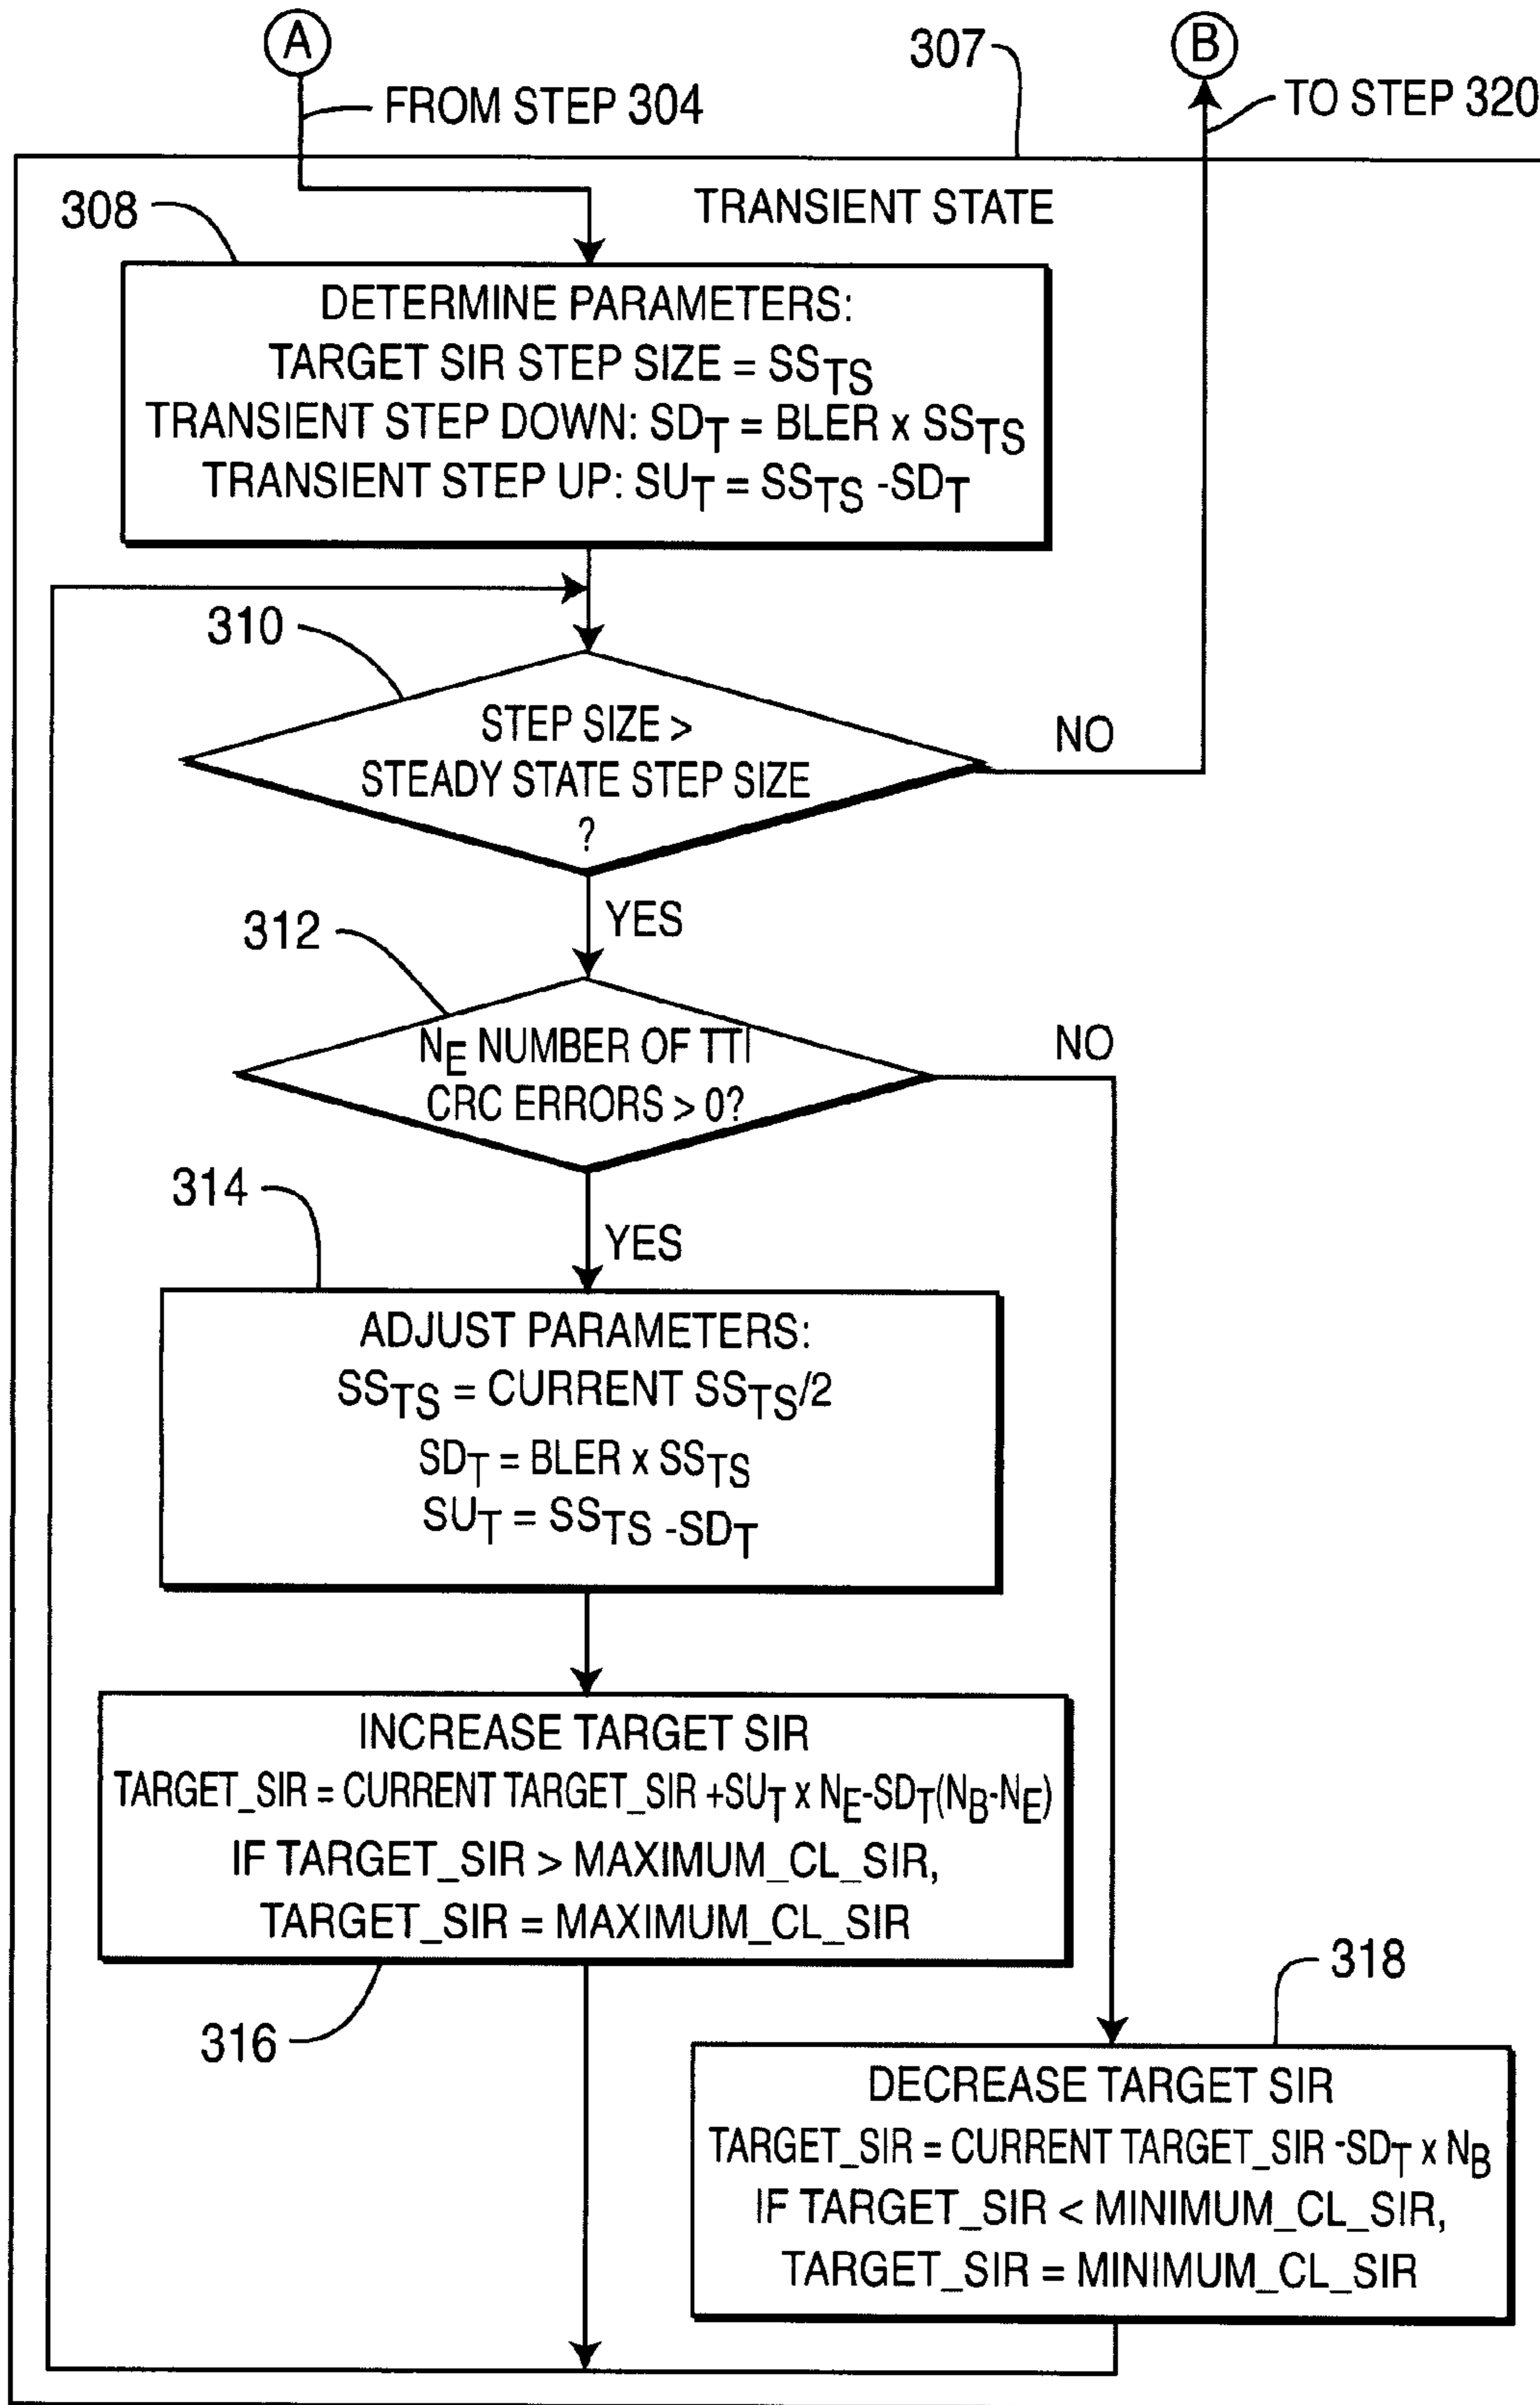 A
FROM STEP 304
307
B
TO STEP 320
TRANSIENT STATE
308
DETERMINE PARAMETERS:
TARGET SIR STEP SIZE = SSTS
TRANSIENT STEP DOWN: SDT = BLER x SSTS
TRANSIENT STEP UP: SUT = SSTS -SDT
310
STEP SIZE >
STEADY STATE STEP SIZE
?
NO
YES
312
NE NUMBER OF TTI
CRC ERRORS > 0?
NO
YES
314
ADJUST PARAMETERS:
SSTS = CURRENT SSTS/2
SDT = BLER x SSTS
SUT = SSTS -SDT
INCREASE TARGET SIR
TARGET_SIR = CURRENT TARGET_SIR +SUT x NE-SDT(NB-NE)
IF TARGET_SIR > MAXIMUM_CL_SIR,
TARGET_SIR = MAXIMUM_CL_SIR
316
318
DECREASE TARGET SIR
TARGET_SIR = CURRENT TARGET_SIR -SDT x NB
IF TARGET_SIR < MINIMUM_CL_SIR,
TARGET_SIR = MINIMUM_CL_SIR